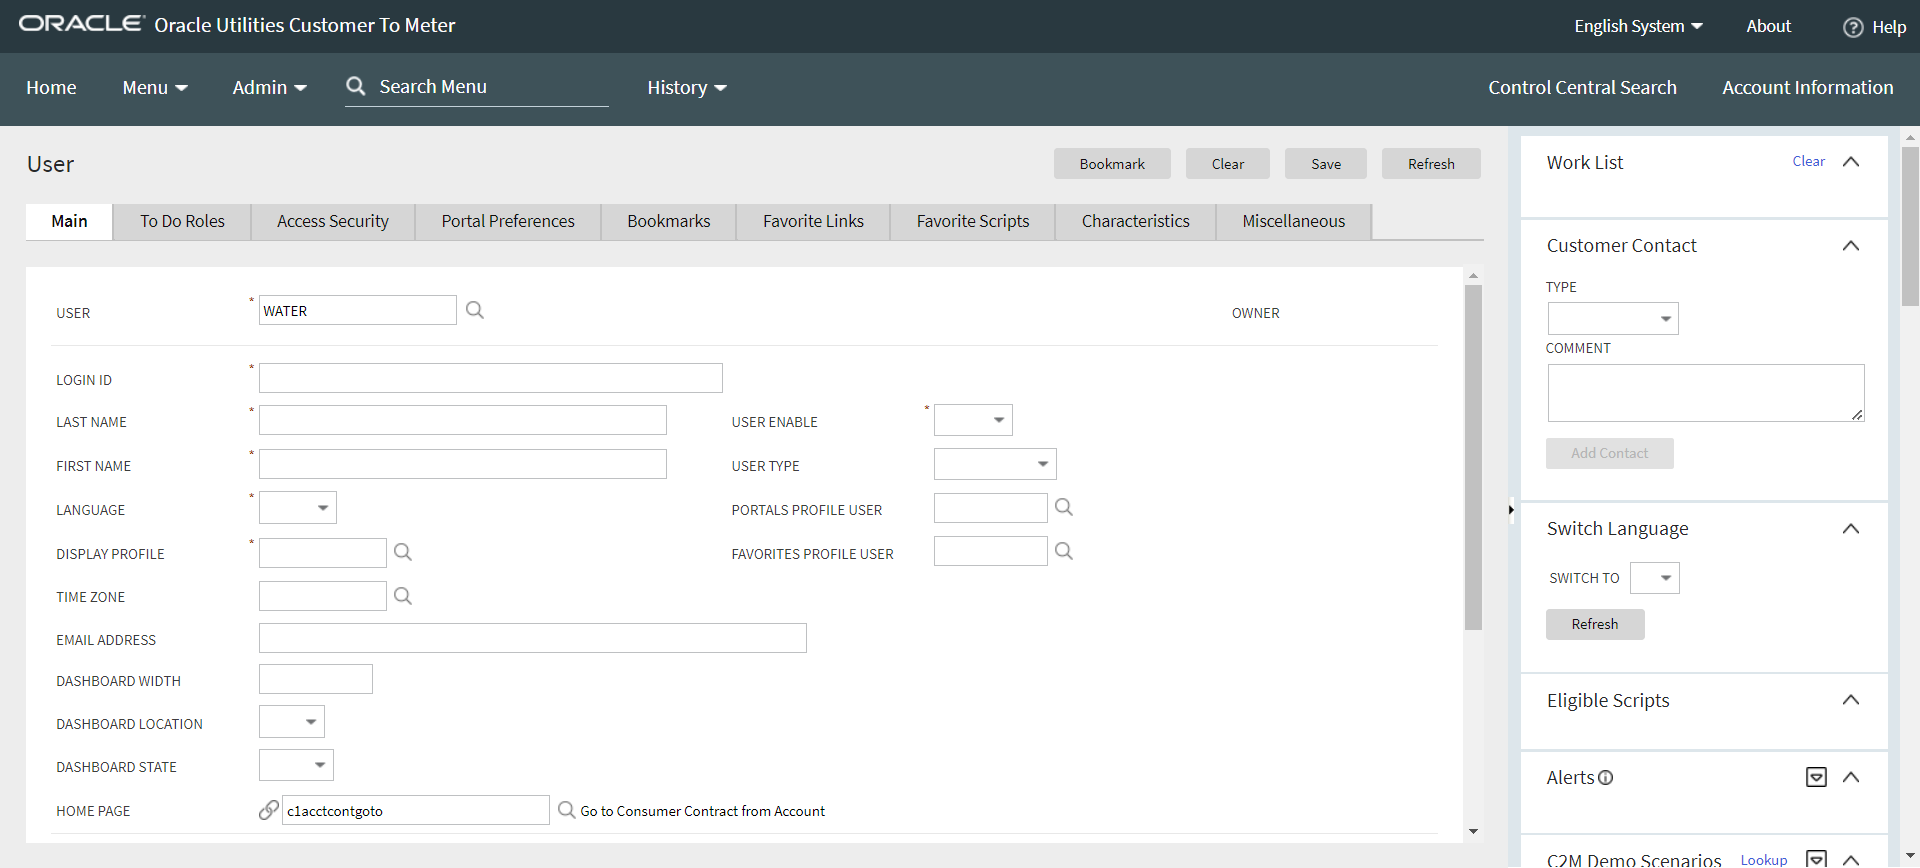 ORACLE Oracle Utilities Customer To Meter English System About Help
Home Menu Admin Search Menu History Control Central Search Account Information
User Bookmark Clear Save Refresh
Main To Do Roles Access Security Portal Preferences Bookmarks Favorite Links Favorite Scripts Characteristics Miscellaneous
USER * WATER OWNER
LOGIN ID *
LAST NAME * USER ENABLE *
FIRST NAME * USER TYPE
LANGUAGE * PORTALS PROFILE USER
DISPLAY PROFILE * FAVORITES PROFILE USER
TIME ZONE
EMAIL ADDRESS
DASHBOARD WIDTH
DASHBOARD LOCATION
DASHBOARD STATE
HOME PAGE c1acctcontgoto Go to Consumer Contract from Account
Work List Clear
Customer Contact
TYPE
COMMENT
Add Contact
Switch Language
SWITCH TO
Refresh
Eligible Scripts
Alerts
C2M Demo Scenarios Lookup